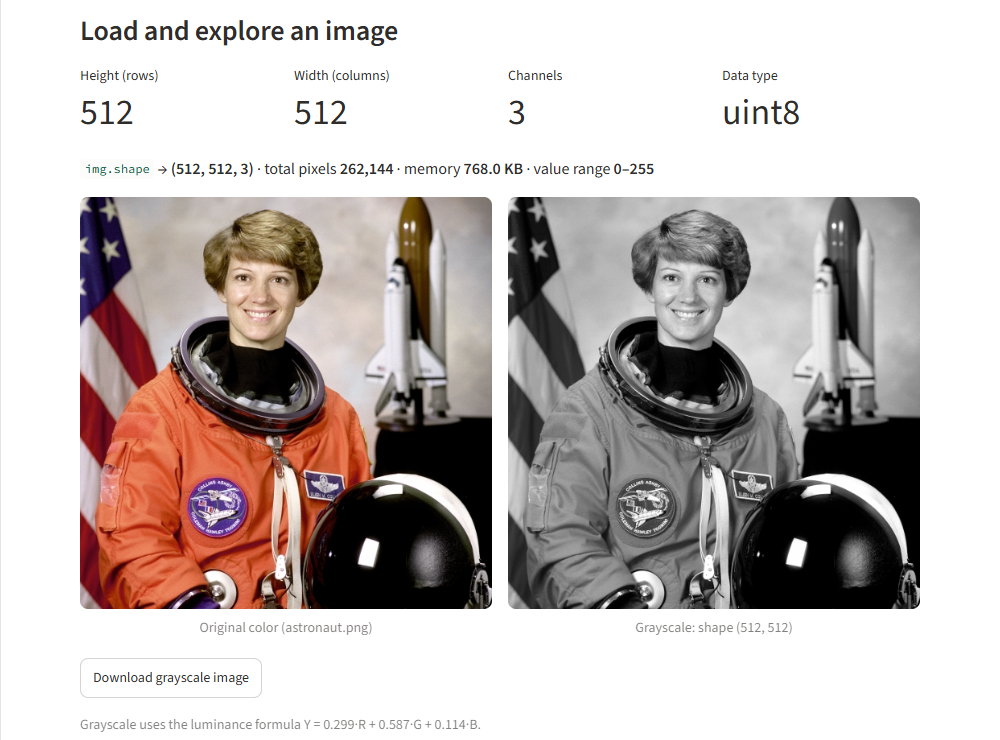 Load and explore an image
Height (rows) Width (columns) Channels Data type
512 512 3 uint8
img.shape → (512, 512, 3) · total pixels 262,144 · memory 768.0 KB · value range 0–255
Original color (astronaut.png) Grayscale: shape (512, 512)
Download grayscale image
Grayscale uses the luminance formula Y = 0.299·R + 0.587·G + 0.114·B.